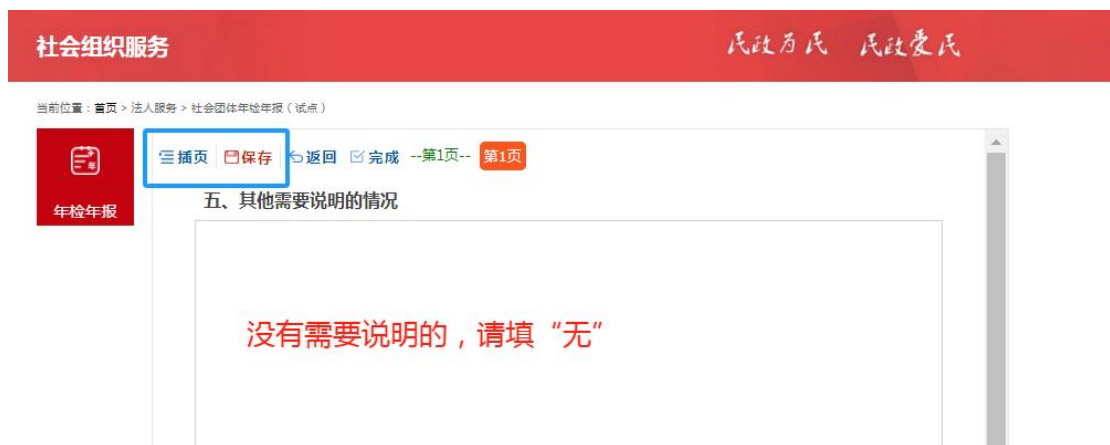 社会组织服务
民政为民 民政爱民
当前位置：首页 > 法人服务 > 社会团体年检年报（试点）
插页 保存 返回 完成 --第1页-- 第1页
年检年报
五、其他需要说明的情况
没有需要说明的，请填“无”